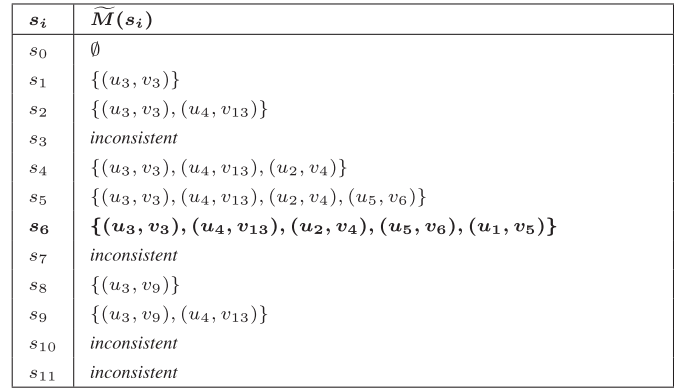 s_i M̃(s_i)
s_0 ∅
s_1 {(u_3, v_3)}
s_2 {(u_3, v_3), (u_4, v_13)}
s_3 inconsistent
s_4 {(u_3, v_3), (u_4, v_13), (u_2, v_4)}
s_5 {(u_3, v_3), (u_4, v_13), (u_2, v_4), (u_5, v_6)}
s_6 {(u_3, v_3), (u_4, v_13), (u_2, v_4), (u_5, v_6), (u_1, v_5)}
s_7 inconsistent
s_8 {(u_3, v_9)}
s_9 {(u_3, v_9), (u_4, v_13)}
s_10 inconsistent
s_11 inconsistent